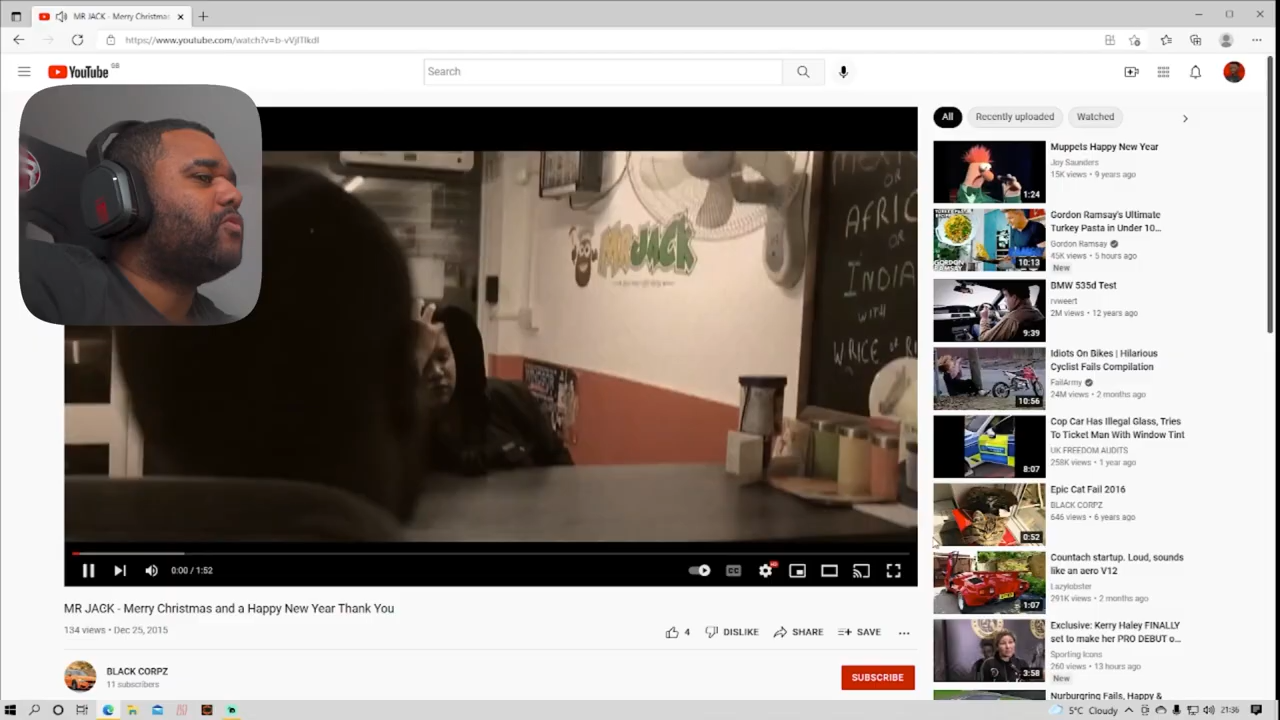 MR JACK - Merry Christmas
https://www.youtube.com/watch?v=b-vVjlTlkdI
YouTube GB
Search
All
Recently uploaded
Watched
AFRIC
INDIA
WITH
Muppets Happy New Year
Joy Saunders
15K views • 9 years ago
1:24
Gordon Ramsay's Ultimate
Turkey Pasta in Under 10...
Gordon Ramsay
45K views • 5 hours ago
New
10:13
BMW 535d Test
rvweert
2M views • 12 years ago
9:39
Idiots On Bikes | Hilarious
Cyclist Fails Compilation
FailArmy
24M views • 2 months ago
10:56
Cop Car Has Illegal Glass, Tries
To Ticket Man With Window Tint
UK FREEDOM AUDITS
258K views • 1 year ago
8:07
Epic Cat Fail 2016
BLACK CORPZ
646 views • 6 years ago
0:52
Countach startup. Loud, sounds
like an aero V12
Lazylobster
291K views • 2 months ago
1:07
Exclusive: Kerry Haley FINALLY
set to make her PRO DEBUT o...
Sporting Icons
260 views • 13 hours ago
New
3:58
Nurburgring Fails, Happy &
0:00 / 1:52
CC
MR JACK - Merry Christmas and a Happy New Year Thank You
134 views • Dec 25, 2015
4
DISLIKE
SHARE
SAVE
BLACK CORPZ
11 subscribers
SUBSCRIBE
5°C Cloudy
21:36